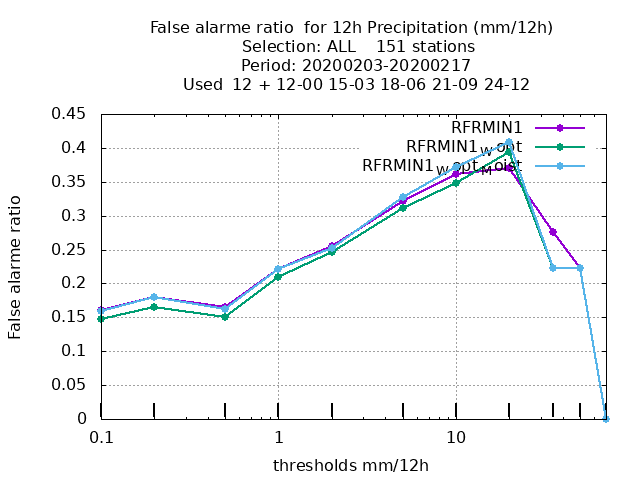 False alarme ratio  for 12h Precipitation (mm/12h)
Selection: ALL    151 stations
Period: 20200203-20200217
Used  12 + 12-00 15-03 18-06 21-09 24-12
RFRMIN1
RFRMIN1_wopt
RFRMIN1_wopt_Moist
False alarme ratio
0.45
0.4
0.35
0.3
0.25
0.2
0.15
0.1
0.05
0
0.1 1 10
thresholds mm/12h